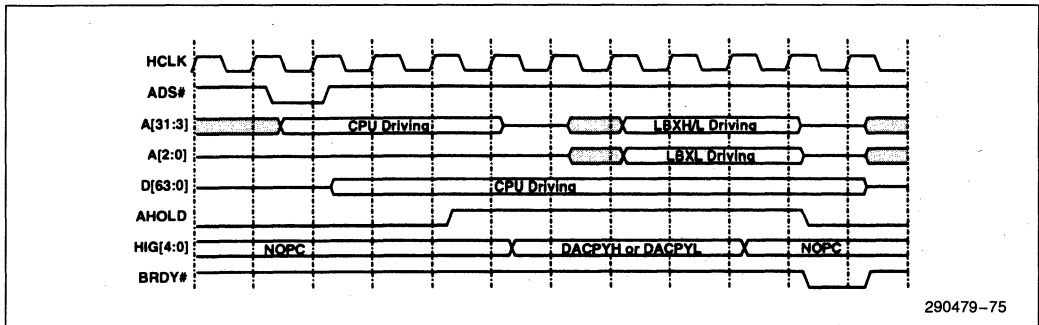 HCLK
ADS#
A[31:3] CPU Driving LBXH/L Driving
A[2:0] LBXL Driving
D[63:0] CPU Driving
AHOLD
HIG[4:0] NOPC DACPYH or DACPYL NOPC
BRDY#
290479-75